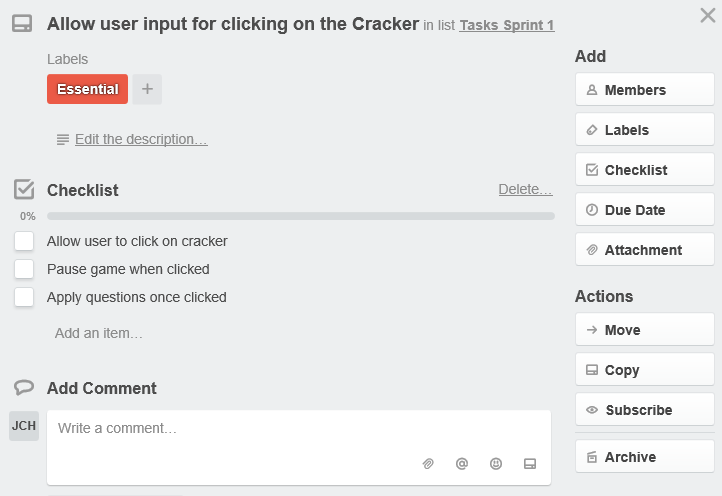 Allow user input for clicking on the Cracker in list Tasks Sprint 1
Labels
Essential +
Edit the description…
Checklist Delete…
0%
Allow user to click on cracker
Pause game when clicked
Apply questions once clicked
Add an item…
Add Comment
JCH
Write a comment…
@
Add
Members
Labels
Checklist
Due Date
Attachment
Actions
Move
Copy
Subscribe
Archive